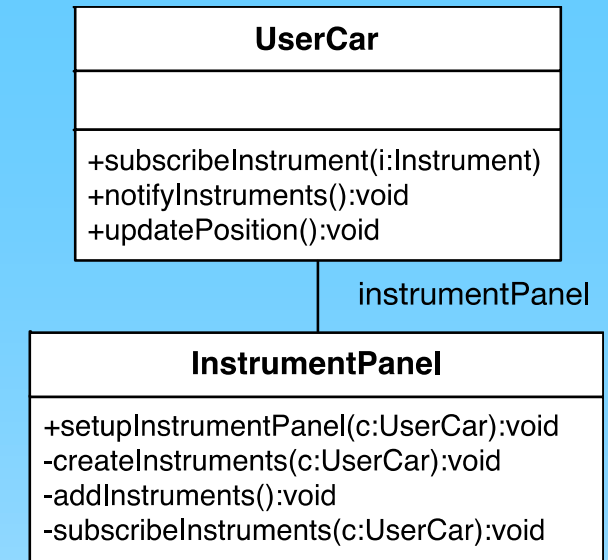 UserCar
+subscribeInstrument(i:Instrument)
+notifyInstruments():void
+updatePosition():void
instrumentPanel
InstrumentPanel
+setupInstrumentPanel(c:UserCar):void
-createInstruments(c:UserCar):void
-addInstruments():void
-subscribeInstruments(c:UserCar):void